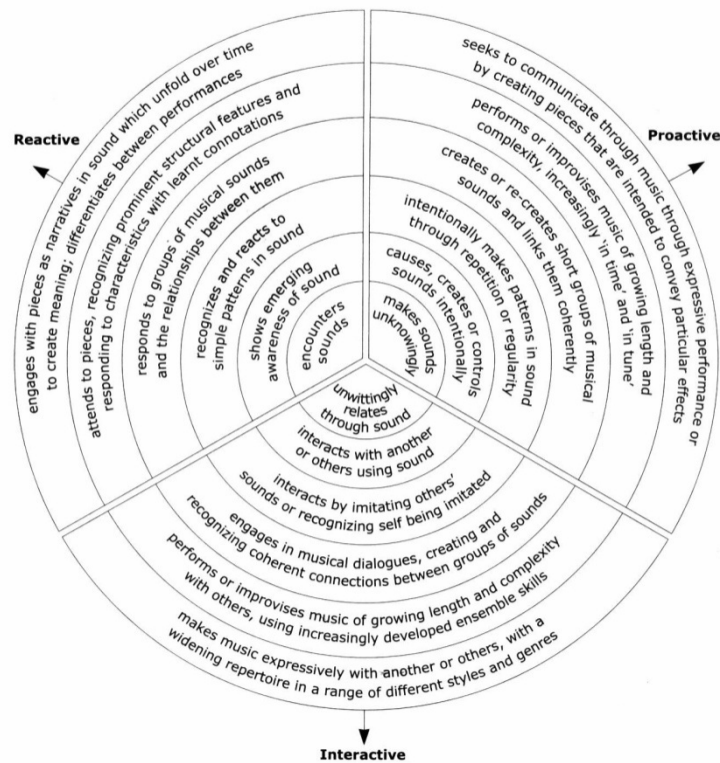 Reactive
engages with pieces as narratives in sound which unfold over time
to create meaning; differentiates between performances
attends to pieces, recognizing prominent structural features and
responding to characteristics with learnt connotations
responds to groups of musical sounds
and the relationships between them
recognizes and reacts to
simple patterns in sound
shows emerging
awareness of sound
encounters
sounds
Proactive
seeks to communicate through music through expressive performance or
by creating pieces that are intended to convey particular effects
performs or improvises music of growing length and
complexity, increasingly 'in time' and 'in tune'
creates or re-creates short groups of musical
sounds and links them coherently
intentionally makes patterns in sound
through repetition or regularity
causes, creates or controls
sounds intentionally
makes sounds
unknowingly
unwittingly
relates
through sound
interacts with another
or others using sound
interacts by imitating others'
sounds or recognizing self being imitated
engages in musical dialogues, creating and
recognizing coherent connections between groups of sounds
performs or improvises music of growing length and complexity
with others, using increasingly developed ensemble skills
makes music expressively with another or others, with a
widening repertoire in a range of different styles and genres
Interactive